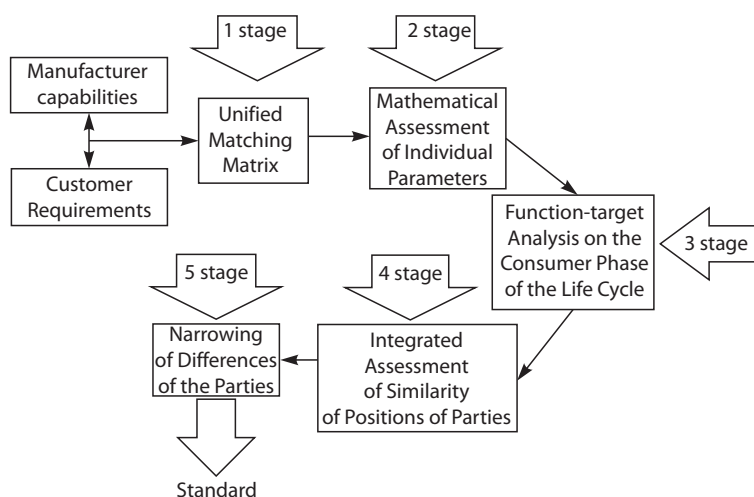 1 stage
2 stage
Manufacturer
capabilities
Unified
Matching
Matrix
Mathematical
Assessment
of Individual
Parameters
Customer
Requirements
Function-target
Analysis on the
Consumer Phase
of the Life Cycle
3 stage
5 stage
4 stage
Narrowing
of Differences
of the Parties
Integrated
Assessment
of Similarity
of Positions of Parties
Standard